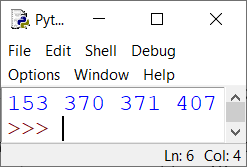 Pyt...
File Edit Shell Debug
Options Window Help
153 370 371 407
>>>
Ln: 6 Col: 4